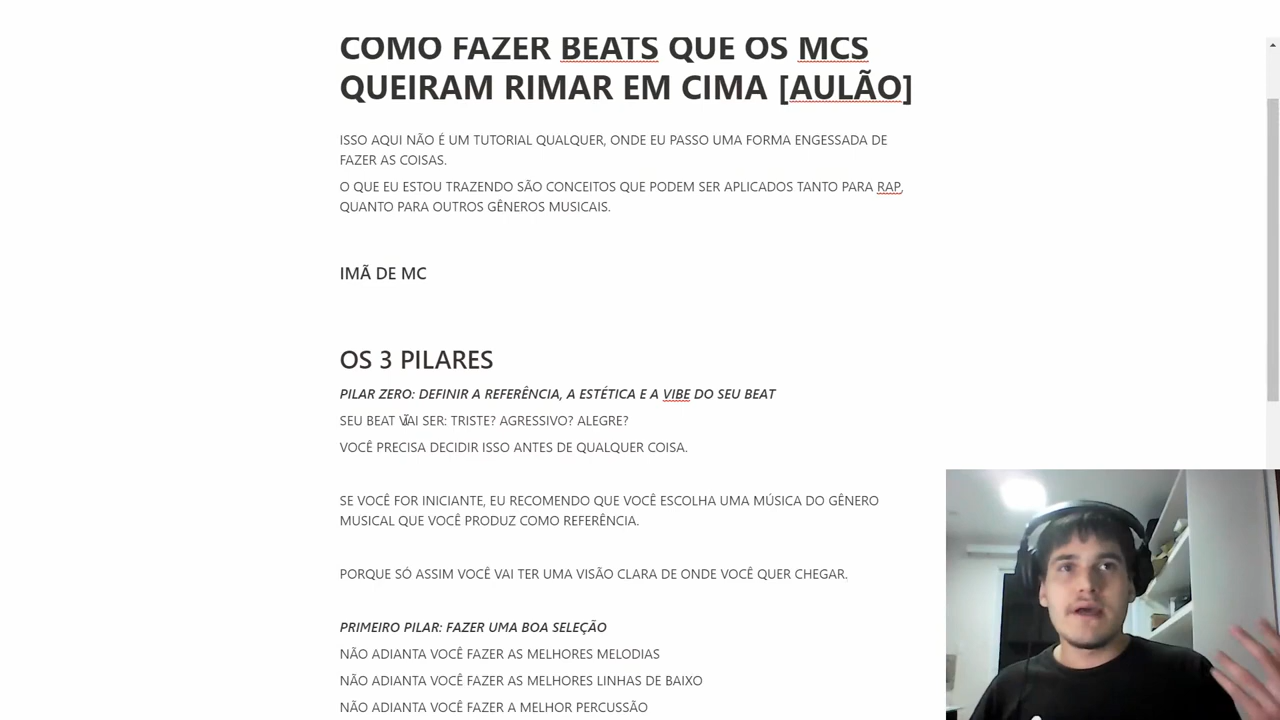 COMO FAZER BEATS QUE OS MCS
QUEIRAM RIMAR EM CIMA [AULÃO]
ISSO AQUI NÃO É UM TUTORIAL QUALQUER, ONDE EU PASSO UMA FORMA ENGESSADA DE
FAZER AS COISAS.
O QUE EU ESTOU TRAZENDO SÃO CONCEITOS QUE PODEM SER APLICADOS TANTO PARA RAP,
QUANTO PARA OUTROS GÊNEROS MUSICAIS.
IMÃ DE MC
OS 3 PILARES
PILAR ZERO: DEFINIR A REFERÊNCIA, A ESTÉTICA E A VIBE DO SEU BEAT
SEU BEAT VAI SER: TRISTE? AGRESSIVO? ALEGRE?
VOCÊ PRECISA DECIDIR ISSO ANTES DE QUALQUER COISA.
SE VOCÊ FOR INICIANTE, EU RECOMENDO QUE VOCÊ ESCOLHA UMA MÚSICA DO GÊNERO
MUSICAL QUE VOCÊ PRODUZ COMO REFERÊNCIA.
PORQUE SÓ ASSIM VOCÊ VAI TER UMA VISÃO CLARA DE ONDE VOCÊ QUER CHEGAR.
PRIMEIRO PILAR: FAZER UMA BOA SELEÇÃO
NÃO ADIANTA VOCÊ FAZER AS MELHORES MELODIAS
NÃO ADIANTA VOCÊ FAZER AS MELHORES LINHAS DE BAIXO
NÃO ADIANTA VOCÊ FAZER A MELHOR PERCUSSÃO